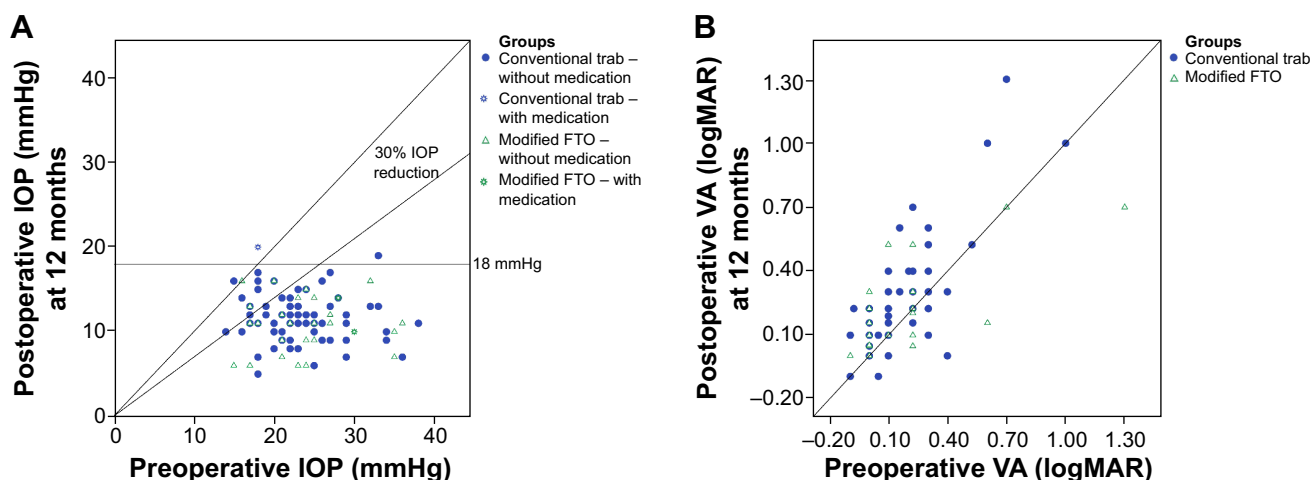 A
Postoperative IOP (mmHg)
at 12 months
40
30
20
10
0
0 10 20 30 40
Preoperative IOP (mmHg)
30% IOP
reduction
18 mmHg
Groups
Conventional trab –
without medication
Conventional trab –
with medication
Modified FTO –
without medication
Modified FTO – with
medication
B
Postoperative VA (logMAR)
at 12 months
1.30
1.00
0.70
0.40
0.10
–0.20
–0.20 0.10 0.40 0.70 1.00 1.30
Preoperative VA (logMAR)
Groups
Conventional trab
Modified FTO